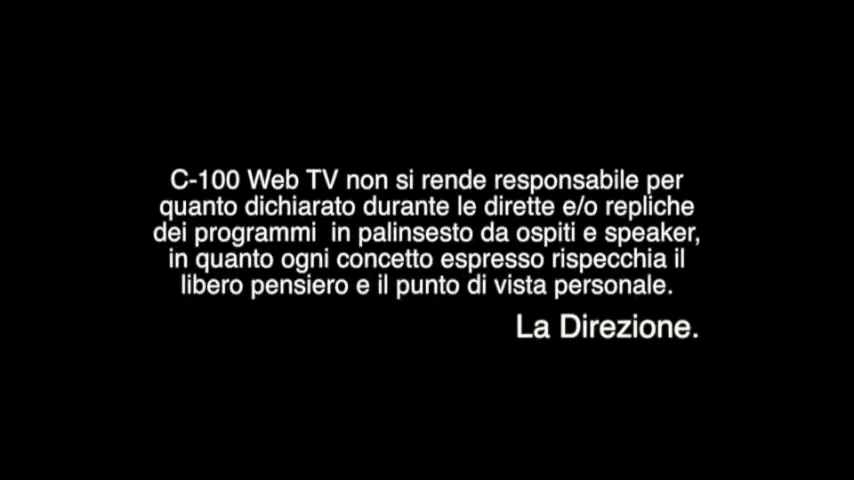 C-100 Web TV non si rende responsabile per
quanto dichiarato durante le dirette e/o repliche
dei programmi in palinsesto da ospiti e speaker,
in quanto ogni concetto espresso rispecchia il
libero pensiero e il punto di vista personale.
La Direzione.